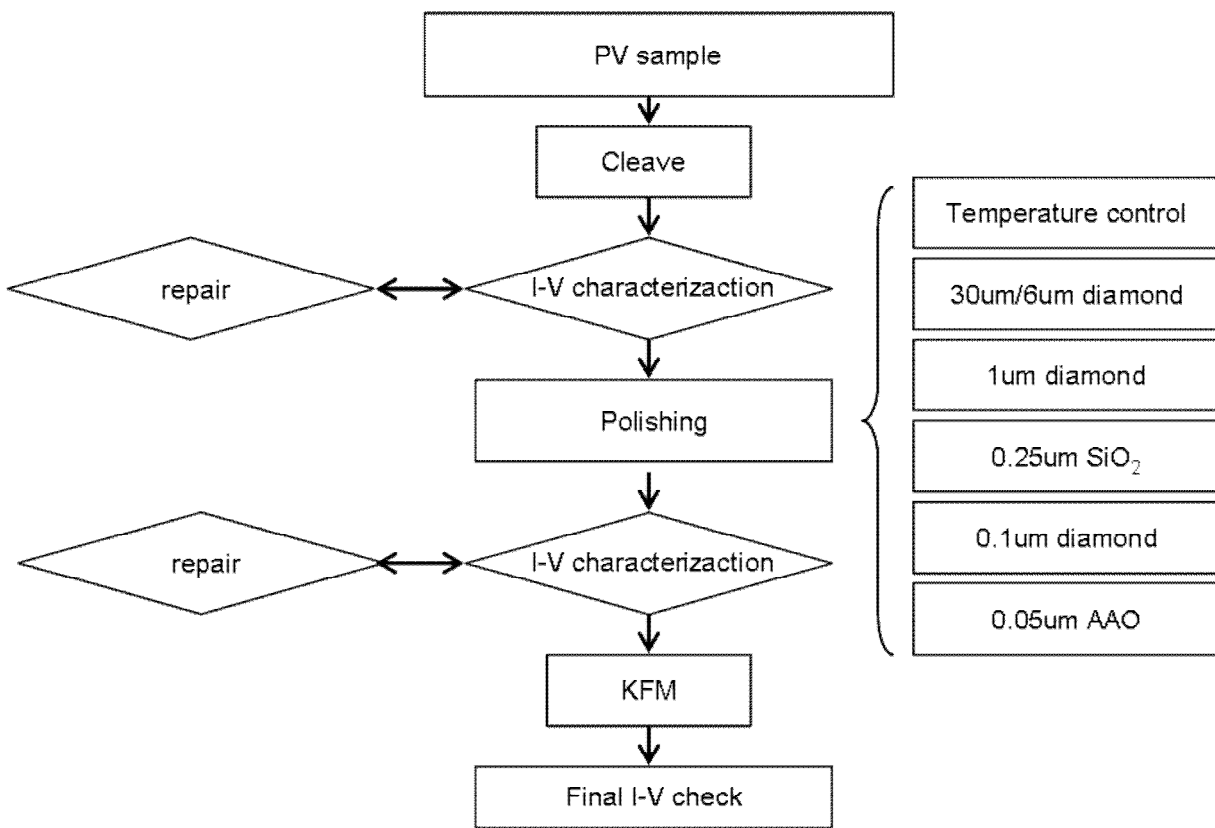 PV sample
Cleave
repair
I-V characterizaction
Polishing
repair
I-V characterizaction
KFM
Final I-V check
Temperature control
30um/6um diamond
1um diamond
0.25um SiO₂
0.1um diamond
0.05um AAO